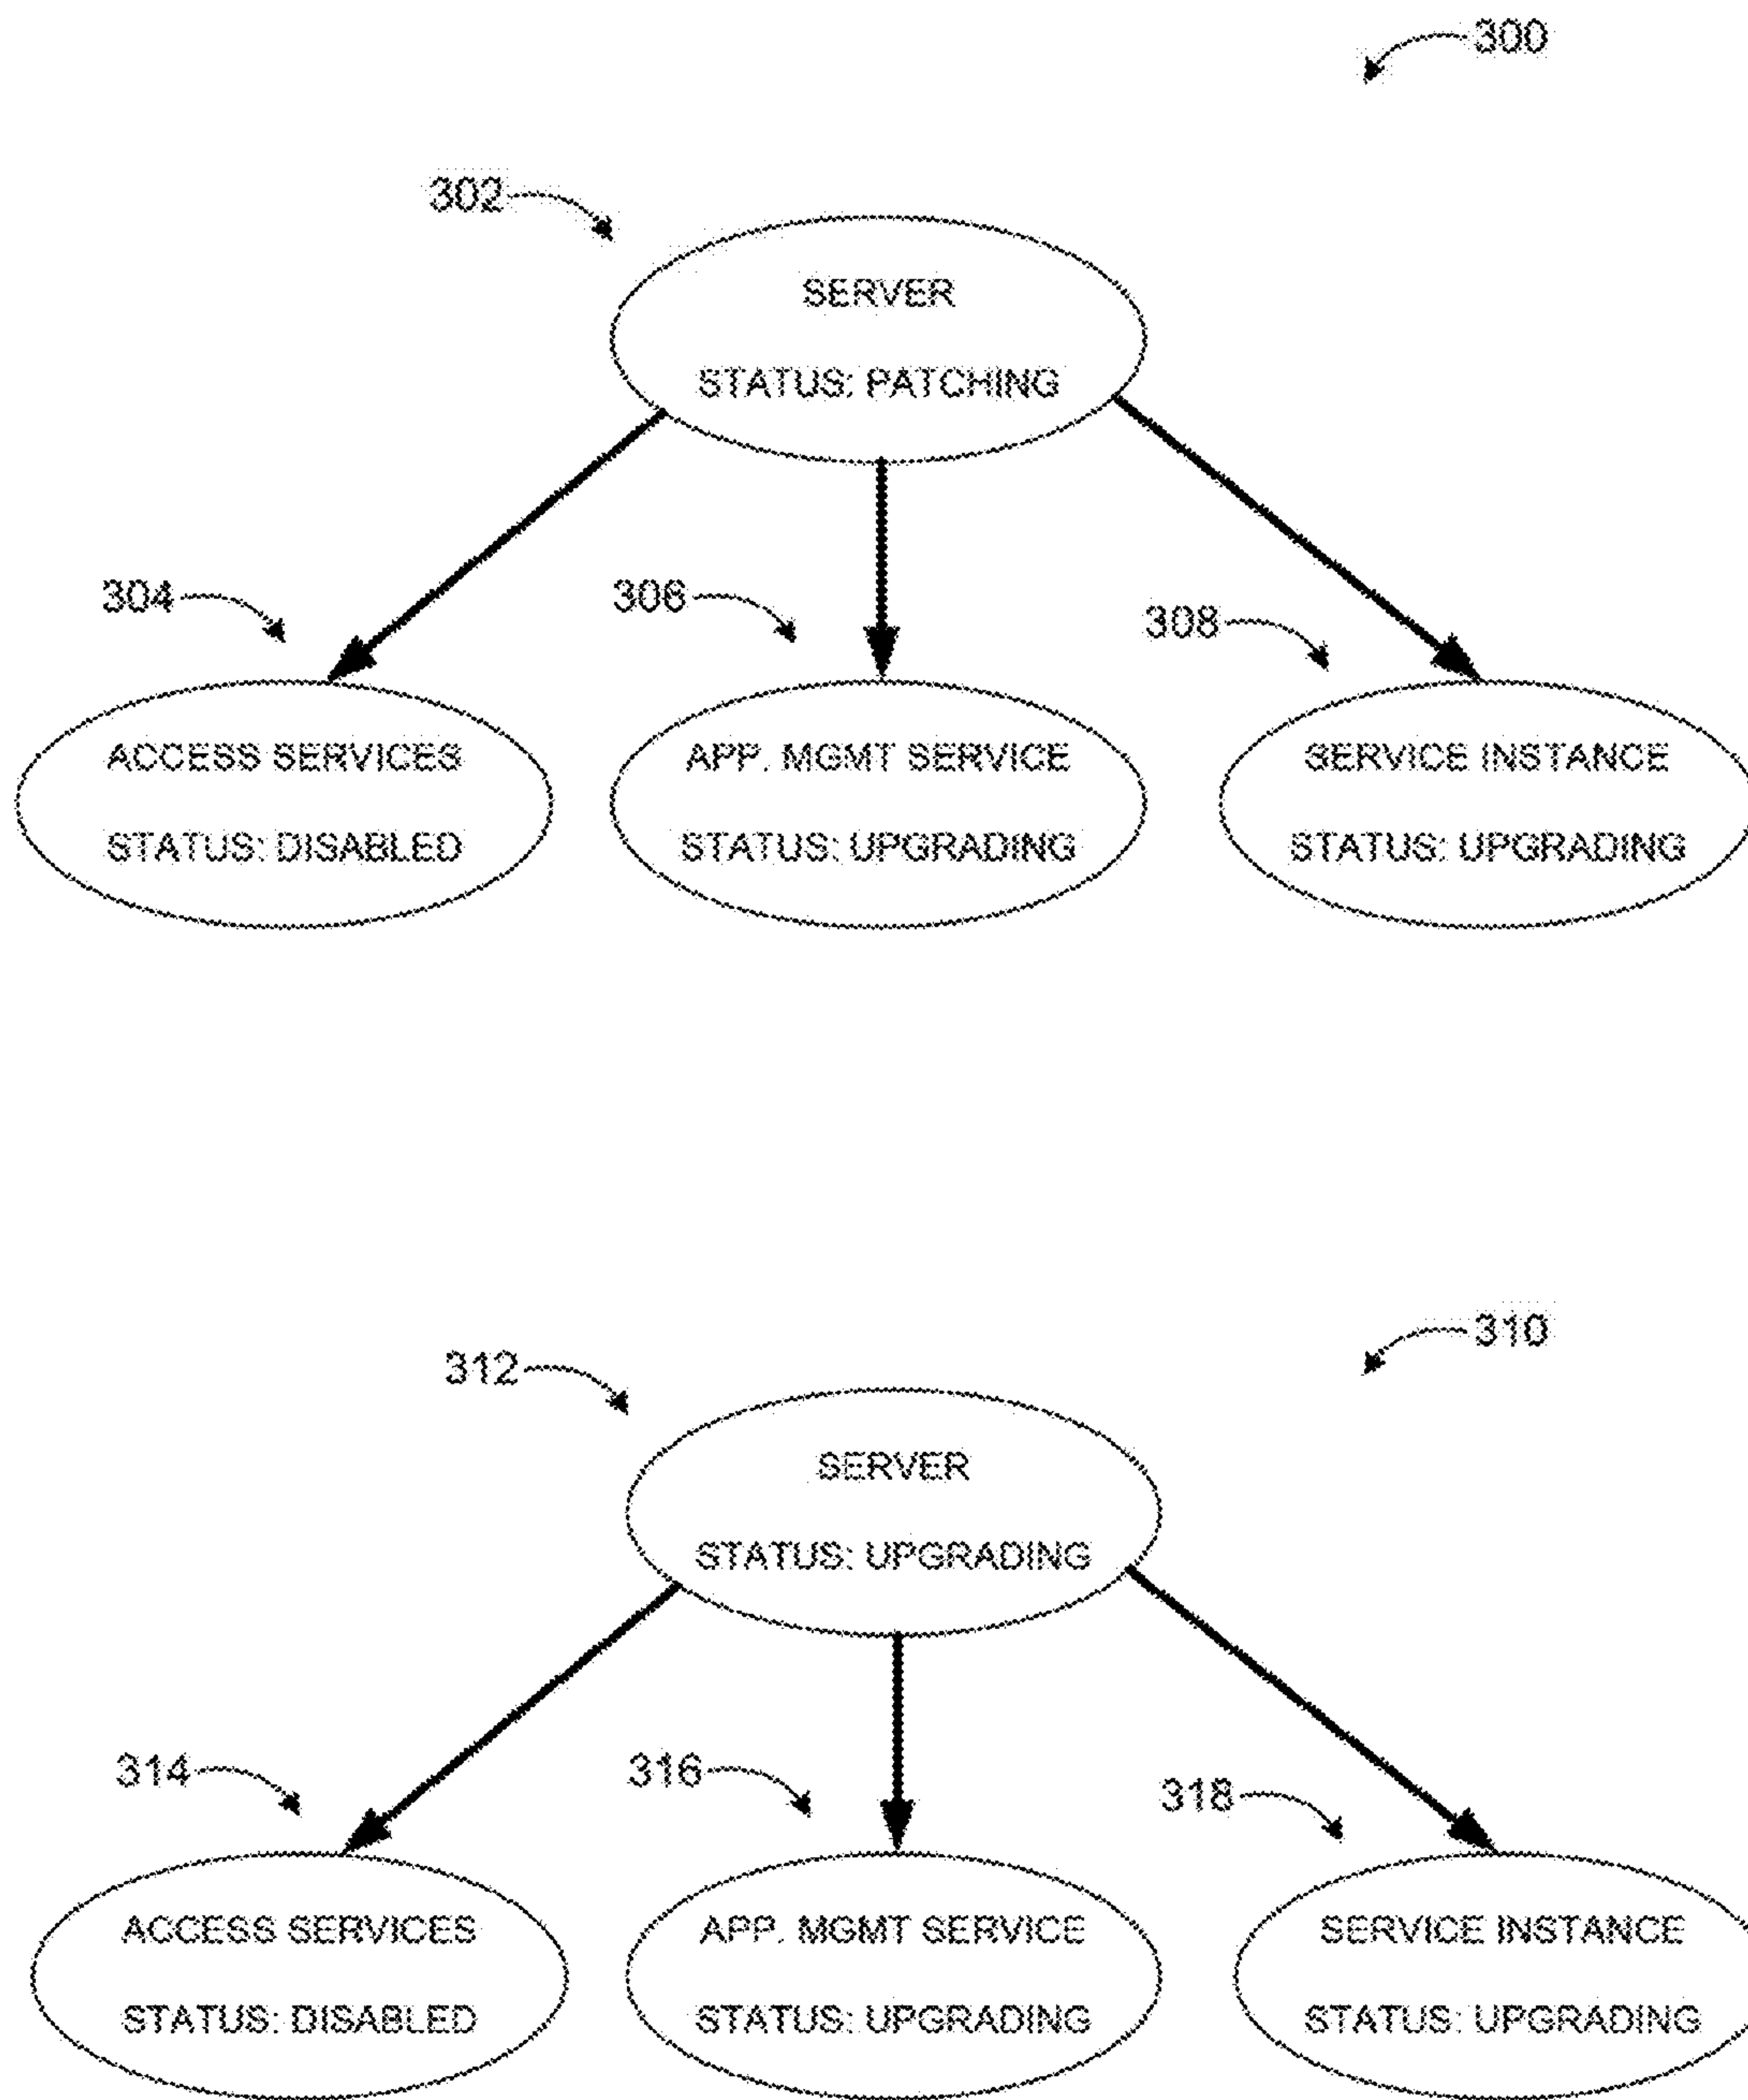 300
302
SERVER
STATUS: PATCHING
304
306
308
ACCESS SERVICES
STATUS: DISABLED
APP. MGMT SERVICE
STATUS: UPGRADING
SERVICE INSTANCE
STATUS: UPGRADING
310
312
SERVER
STATUS: UPGRADING
314
316
318
ACCESS SERVICES
STATUS: DISABLED
APP. MGMT SERVICE
STATUS: UPGRADING
SERVICE INSTANCE
STATUS: UPGRADING